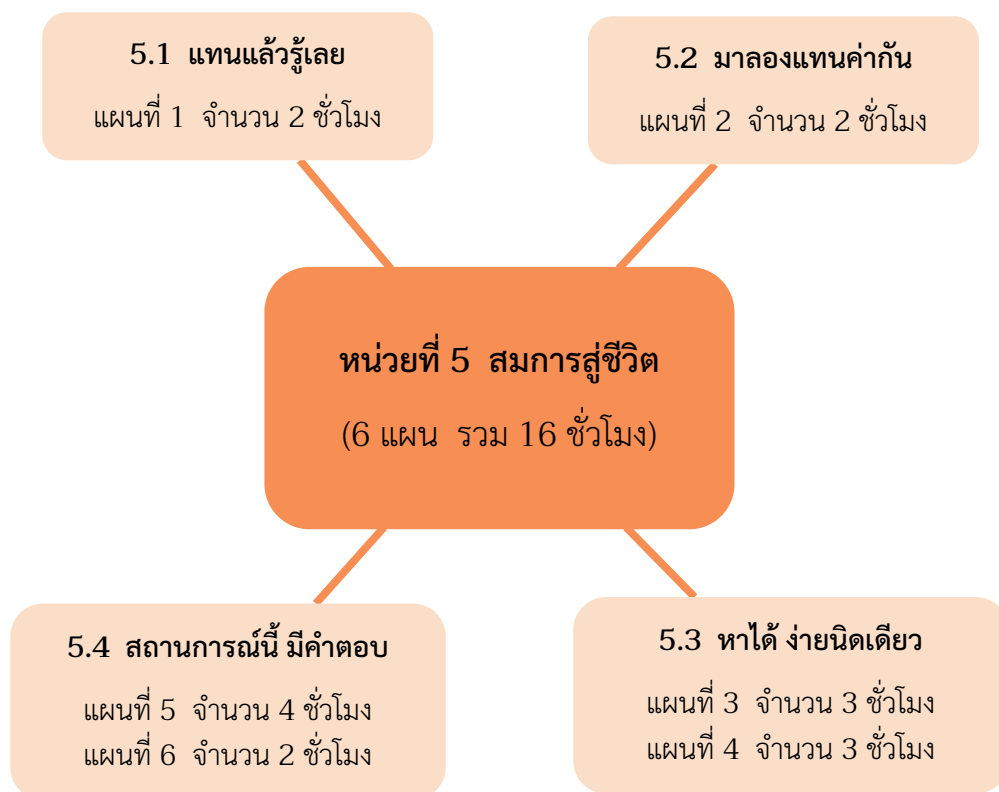 5.1 แทนแล้วรู้เลย
แผนที่ 1 จำนวน 2 ชั่วโมง
5.2 มาลองแทนค่ากัน
แผนที่ 2 จำนวน 2 ชั่วโมง
หน่วยที่ 5 สมการสู่ชีวิต
(6 แผน รวม 16 ชั่วโมง)
5.4 สถานการณ์นี้ มีคำตอบ
แผนที่ 5 จำนวน 4 ชั่วโมง
แผนที่ 6 จำนวน 2 ชั่วโมง
5.3 หาได้ ง่ายนิดเดียว
แผนที่ 3 จำนวน 3 ชั่วโมง
แผนที่ 4 จำนวน 3 ชั่วโมง